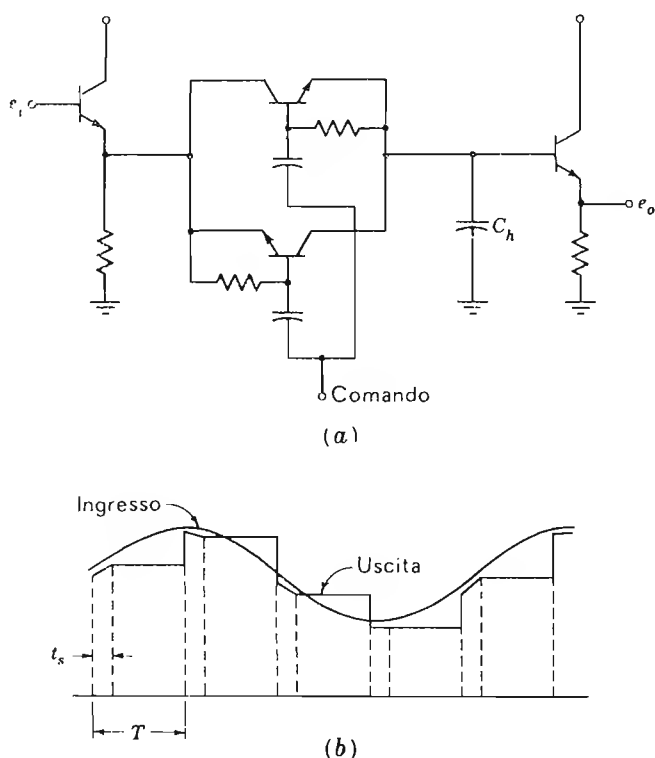 e_i
C_h
e_o
Comando
(a)
Ingresso
Uscita
t_s
T
(b)